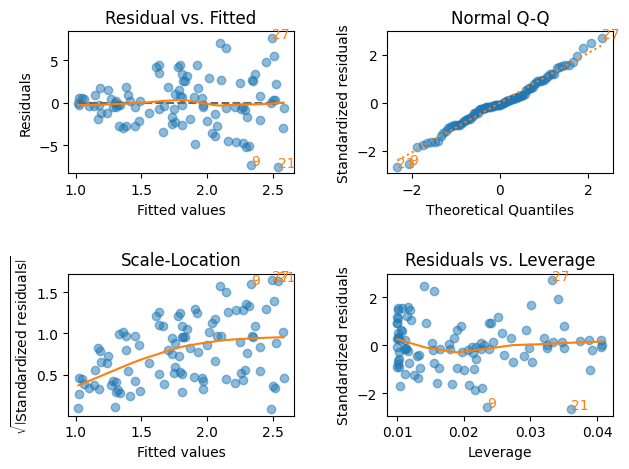 Residual vs. Fitted
Residuals
5
0
−5
1.0 1.5 2.0 2.5
Fitted values
27
9
21
Normal Q-Q
Standardized residuals
2
0
−2
−2 0 2
Theoretical Quantiles
27
9
Scale-Location
√|Standardized residuals|
1.5
1.0
0.5
1.0 1.5 2.0 2.5
Fitted values
27
9
Residuals vs. Leverage
Standardized residuals
2
0
−2
0.01 0.02 0.03 0.04
Leverage
27
9
21